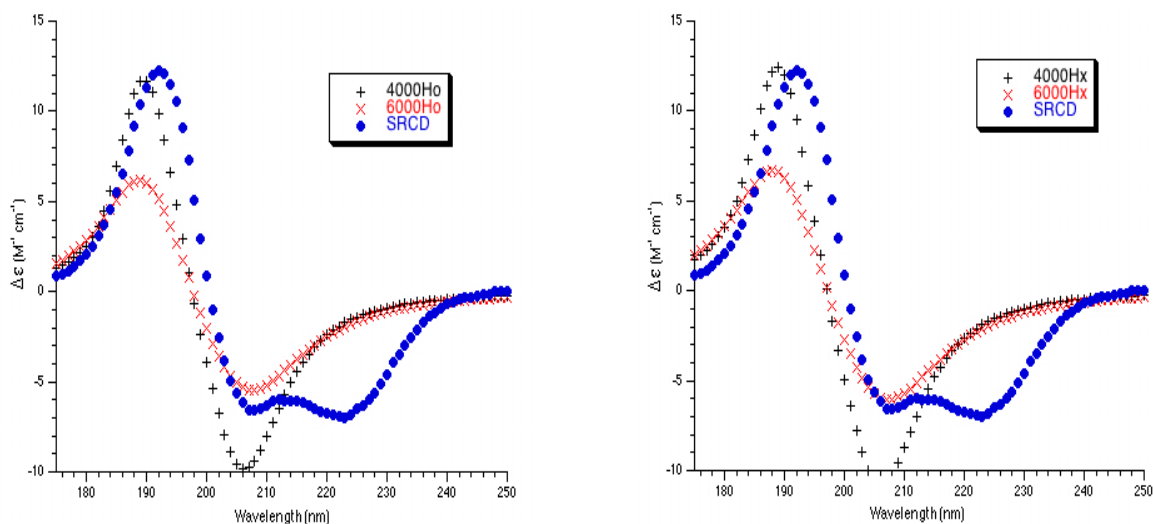 15
10
5
0
-5
-10
Δ ε (M⁻¹ cm⁻¹)
4000Ho
6000Ho
SRCD
180 190 200 210 220 230 240 250
Wavelength (nm)
15
10
5
0
-5
-10
Δ ε (M⁻¹ cm⁻¹)
4000Hx
6000Hx
SRCD
180 190 200 210 220 230 240 250
Wavelength (nm)